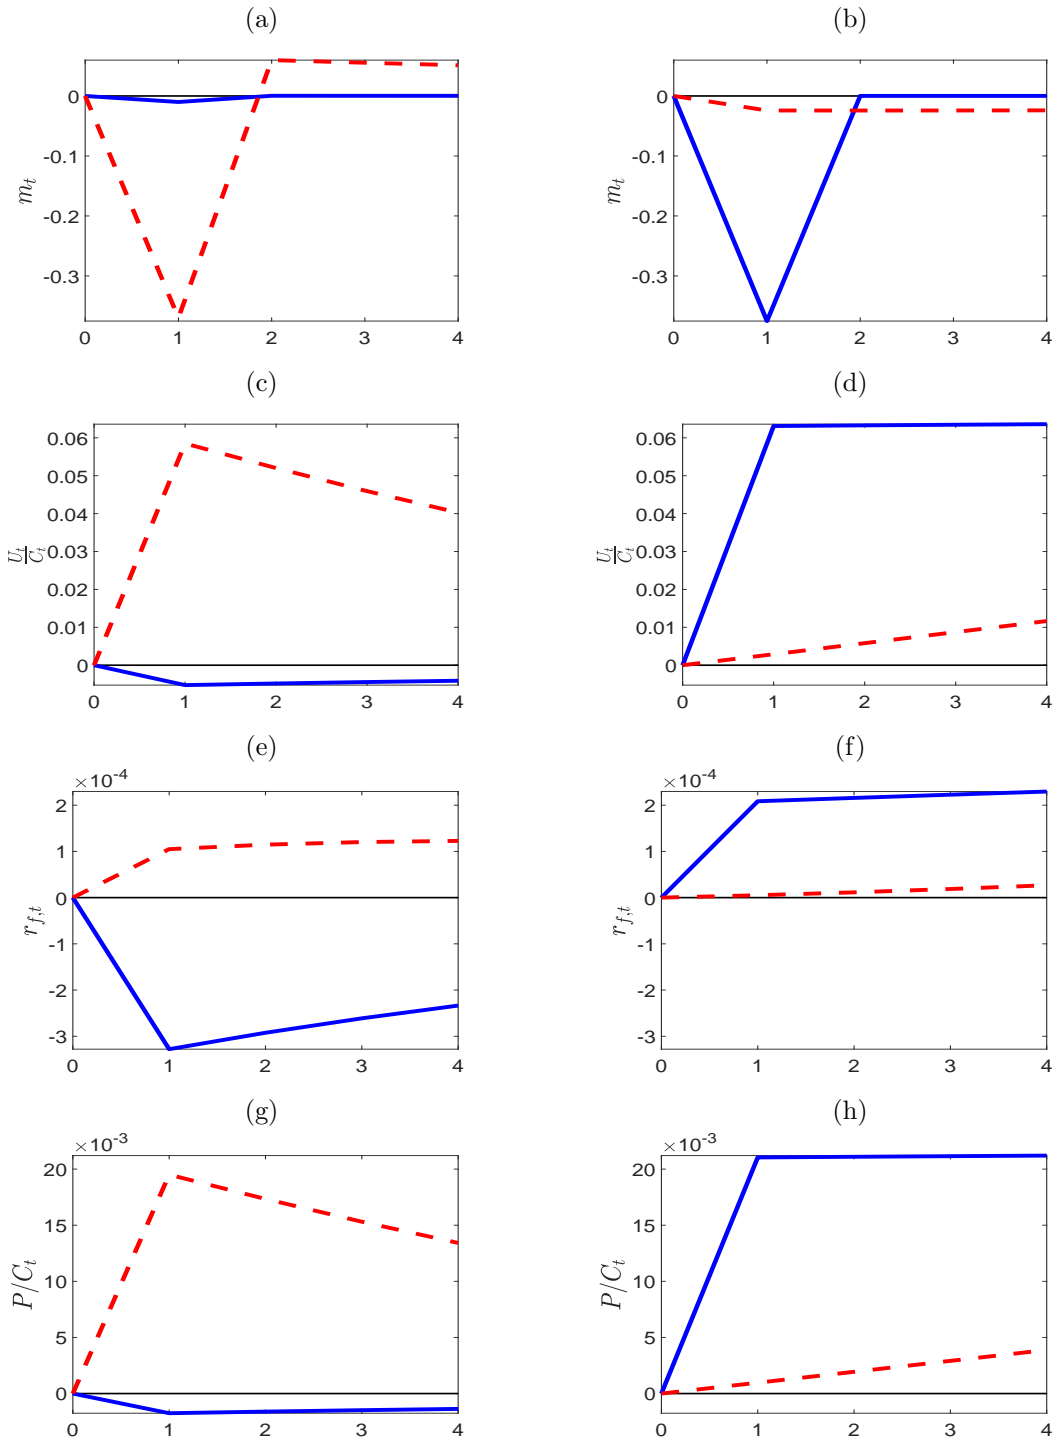 (a) (b)
0 0
-0.1 -0.1
-0.2 -0.2
-0.3 -0.3
m_t m_t
0 1 2 3 4 0 1 2 3 4
(c) (d)
0.06 0.06
0.05 0.05
0.04 0.04
0.03 0.03
0.02 0.02
0.01 0.01
0 0
U_t/C_t U_t/C_t
0 1 2 3 4 0 1 2 3 4
(e) (f)
×10^-4 ×10^-4
2 2
1 1
0 0
-1 -1
-2 -2
-3 -3
r_{f,t} r_{f,t}
0 1 2 3 4 0 1 2 3 4
(g) (h)
×10^-3 ×10^-3
20 20
15 15
10 10
5 5
0 0
P/C_t P/C_t
0 1 2 3 4 0 1 2 3 4